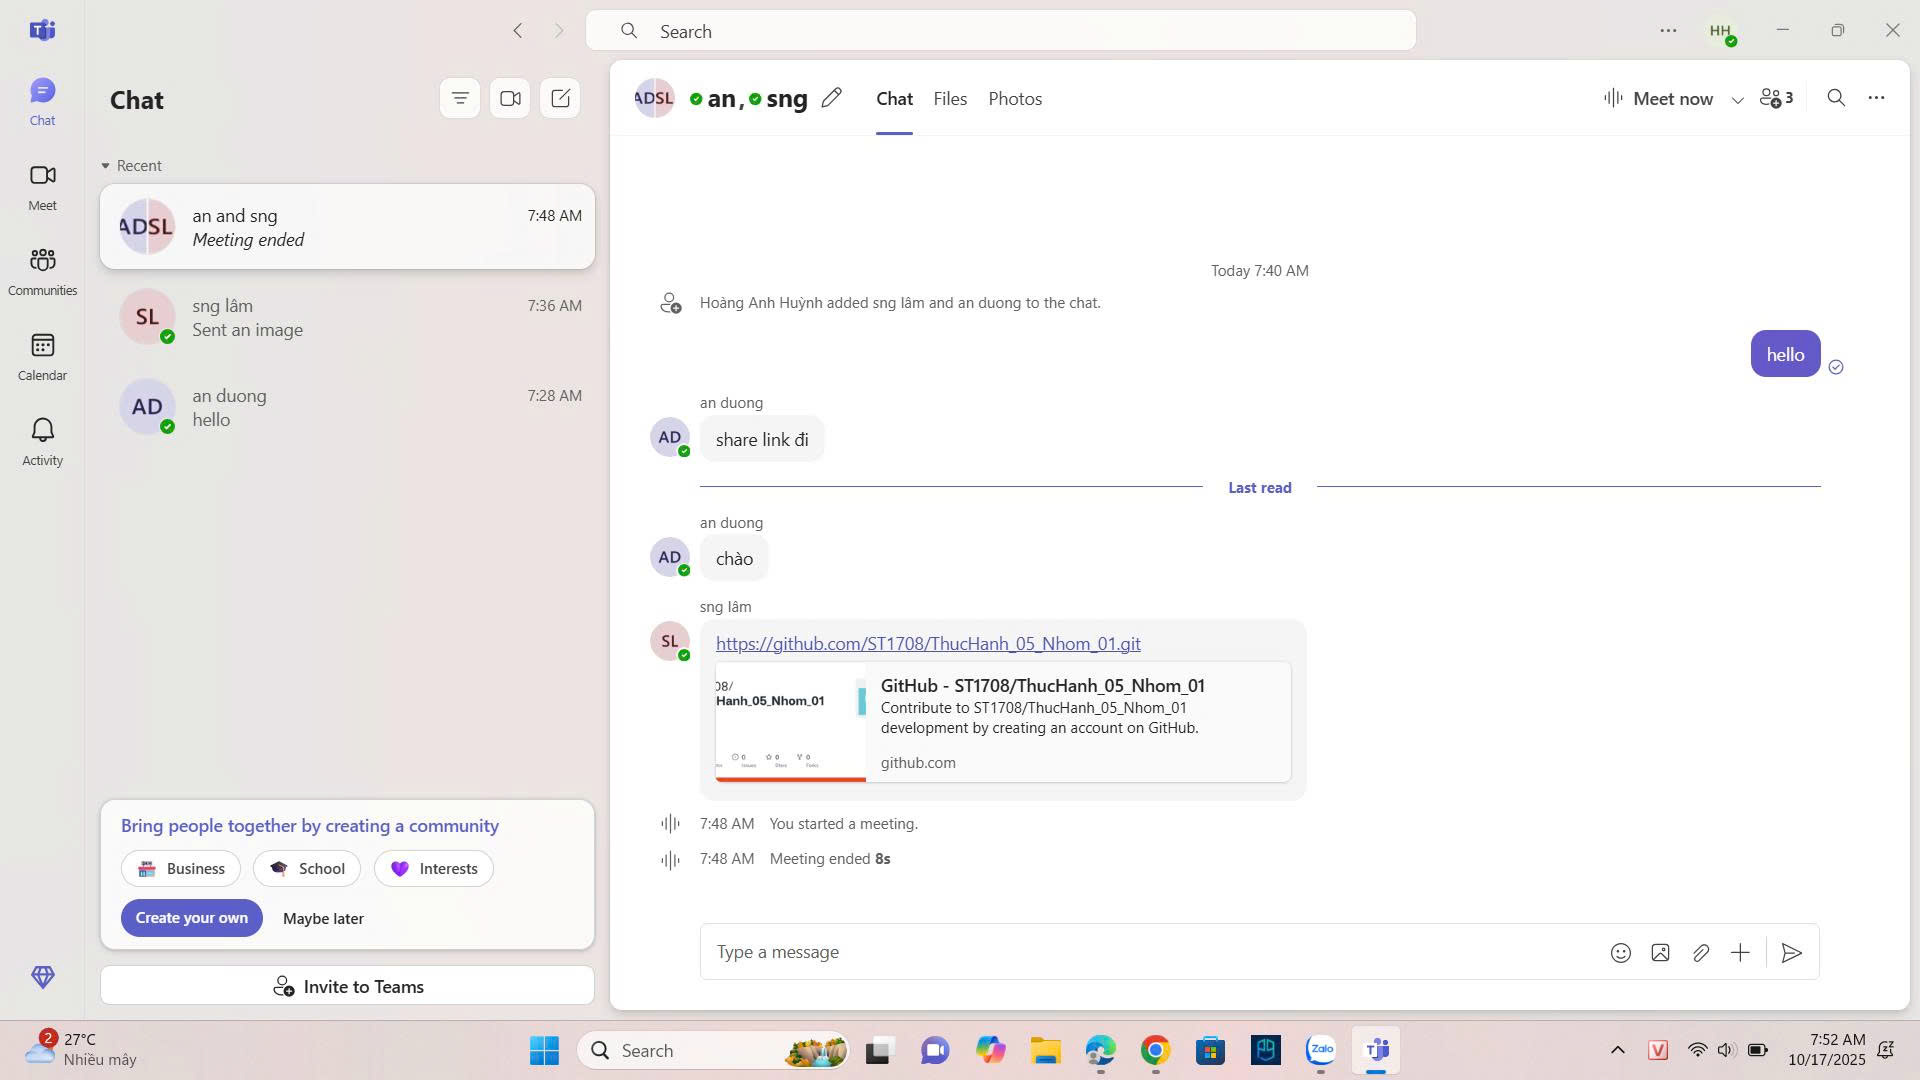 Search
HH
Chat
Meet
Communities
Calendar
Activity
Chat
Recent
ADSL
an and sng
7:48 AM
Meeting ended
SL
sng lâm
7:36 AM
Sent an image
AD
an duong
7:28 AM
hello
Bring people together by creating a community
Business
School
Interests
Create your own
Maybe later
Invite to Teams
ADSL
an, sng
Chat
Files
Photos
Meet now
3
Today 7:40 AM
Hoàng Anh Huỳnh added sng lâm and an duong to the chat.
hello
an duong
AD
share link đi
Last read
an duong
AD
chào
sng lâm
SL
https://github.com/ST1708/ThucHanh_05_Nhom_01.git
08/
Hanh_05_Nhom_01
0
0
0
Issues
Stars
Forks
GitHub - ST1708/ThucHanh_05_Nhom_01
Contribute to ST1708/ThucHanh_05_Nhom_01
development by creating an account on GitHub.
github.com
7:48 AM You started a meeting.
7:48 AM Meeting ended 8s
Type a message
2
27°C
Nhiều mây
Search
Zalo
V
7:52 AM
10/17/2025